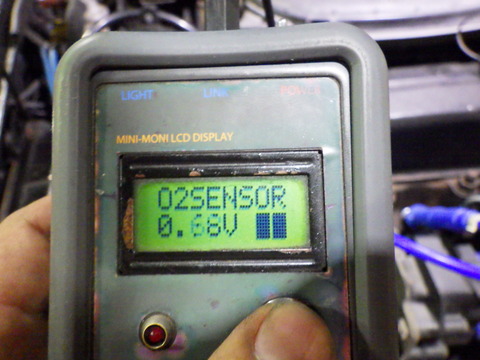 LIGHT LINK POWER
MINI-MONI LCD DISPLAY
O2SENSOR
0.68V